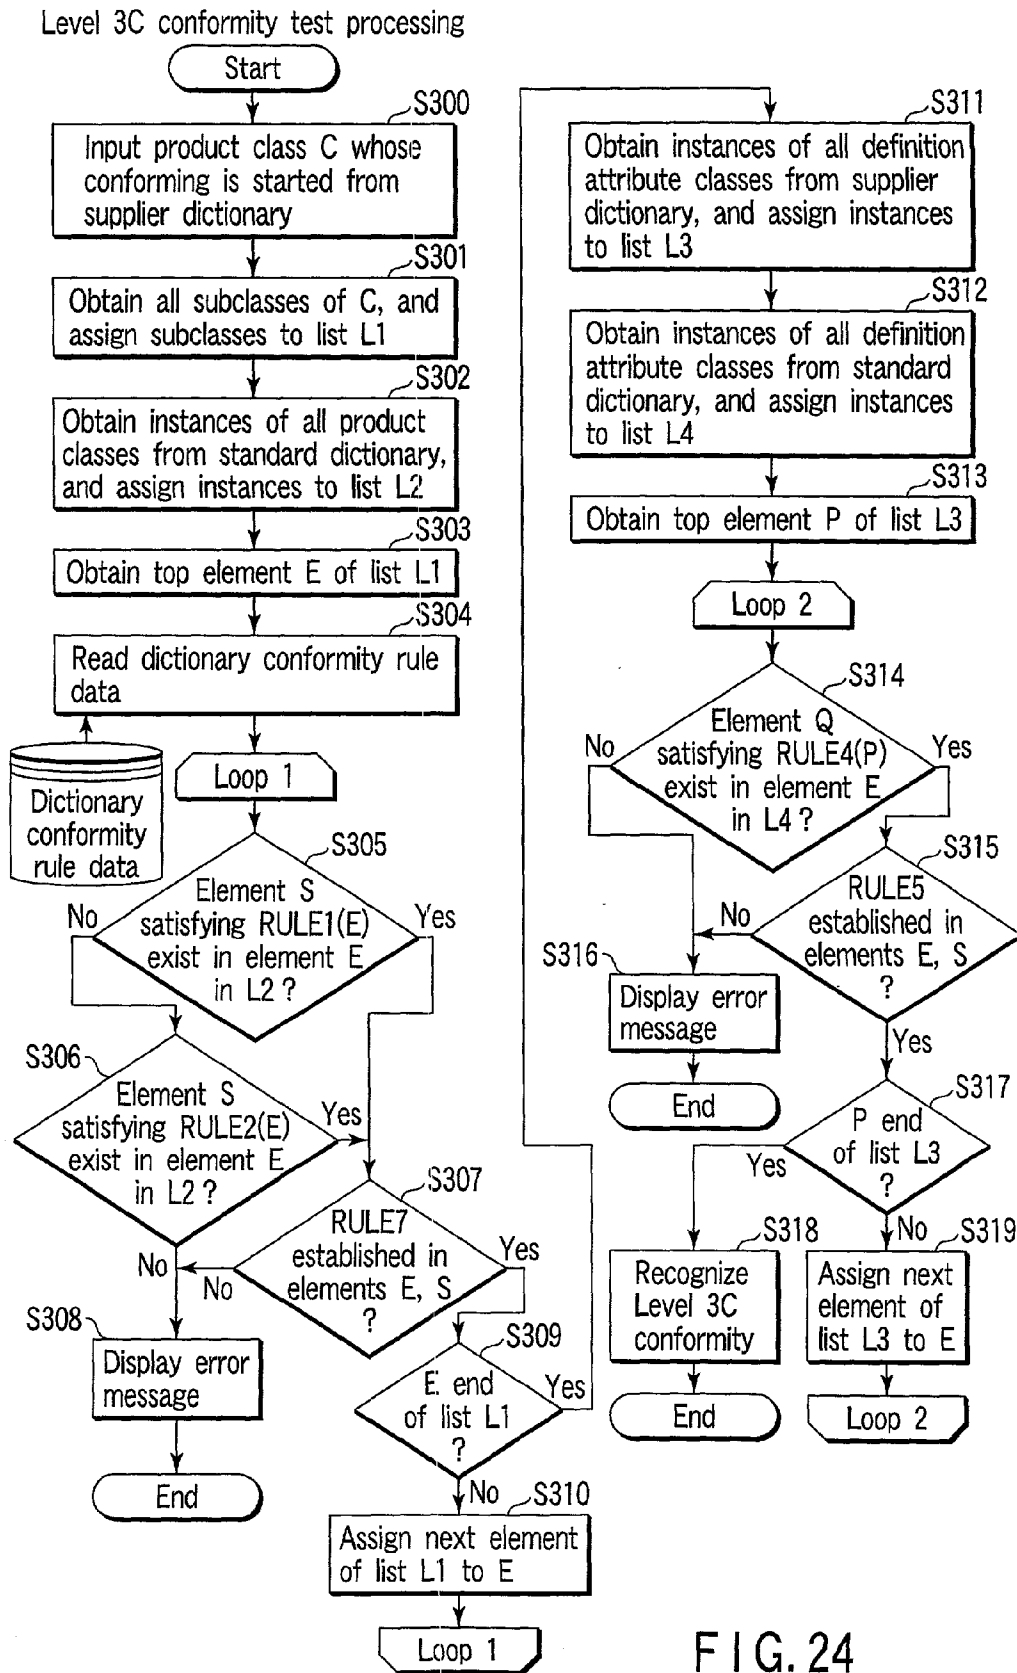 Level 3C conformity test processing
Start
S300
Input product class C whose
conforming is started from
supplier dictionary
S301
Obtain all subclasses of C, and
assign subclasses to list L1
S302
Obtain instances of all product
classes from standard dictionary,
and assign instances to list L2
S303
Obtain top element E of list L1
S304
Read dictionary conformity rule
data
Dictionary
conformity
rule data
Loop 1
S305
Element S
satisfying RULE1(E)
exist in element E
in L2 ?
No
Yes
S306
Element S
satisfying RULE2(E)
exist in element E
in L2 ?
Yes
No
S307
RULE7
established in
elements E, S
?
No
Yes
S308
Display error
message
End
S309
E end
of list L1
?
Yes
No
S310
Assign next element
of list L1 to E
Loop 1
S311
Obtain instances of all definition
attribute classes from supplier
dictionary, and assign instances
to list L3
S312
Obtain instances of all definition
attribute classes from standard
dictionary, and assign instances
to list L4
S313
Obtain top element P of list L3
Loop 2
S314
Element Q
satisfying RULE4(P)
exist in element E
in L4 ?
No
Yes
S315
RULE5
established in
elements E, S
?
No
Yes
S316
Display error
message
End
S317
P end
of list L3
?
Yes
No
S318
Recognize
Level 3C
conformity
End
S319
Assign next
element of
list L3 to E
Loop 2
FIG. 24